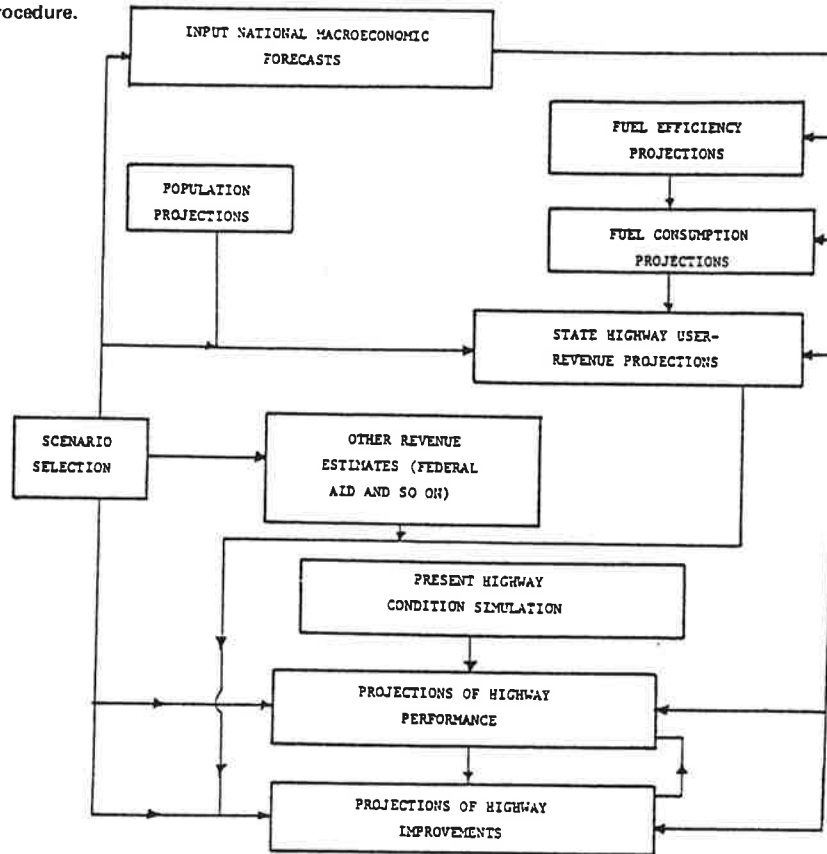 rocedure.
INPUT NATIONAL MACROECONOMIC
FORECASTS
FUEL EFFICIENCY
PROJECTIONS
POPULATION
PROJECTIONS
FUEL CONSUMPTION
PROJECTIONS
STATE HIGHWAY USER-
REVENUE PROJECTIONS
SCENARIO
SELECTION
OTHER REVENUE
ESTIMATES (FEDERAL
AID AND SO ON)
PRESENT HIGHWAY
CONDITION SIMULATION
PROJECTIONS OF HIGHWAY
PERFORMANCE
PROJECTIONS OF HIGHWAY
IMPROVEMENTS